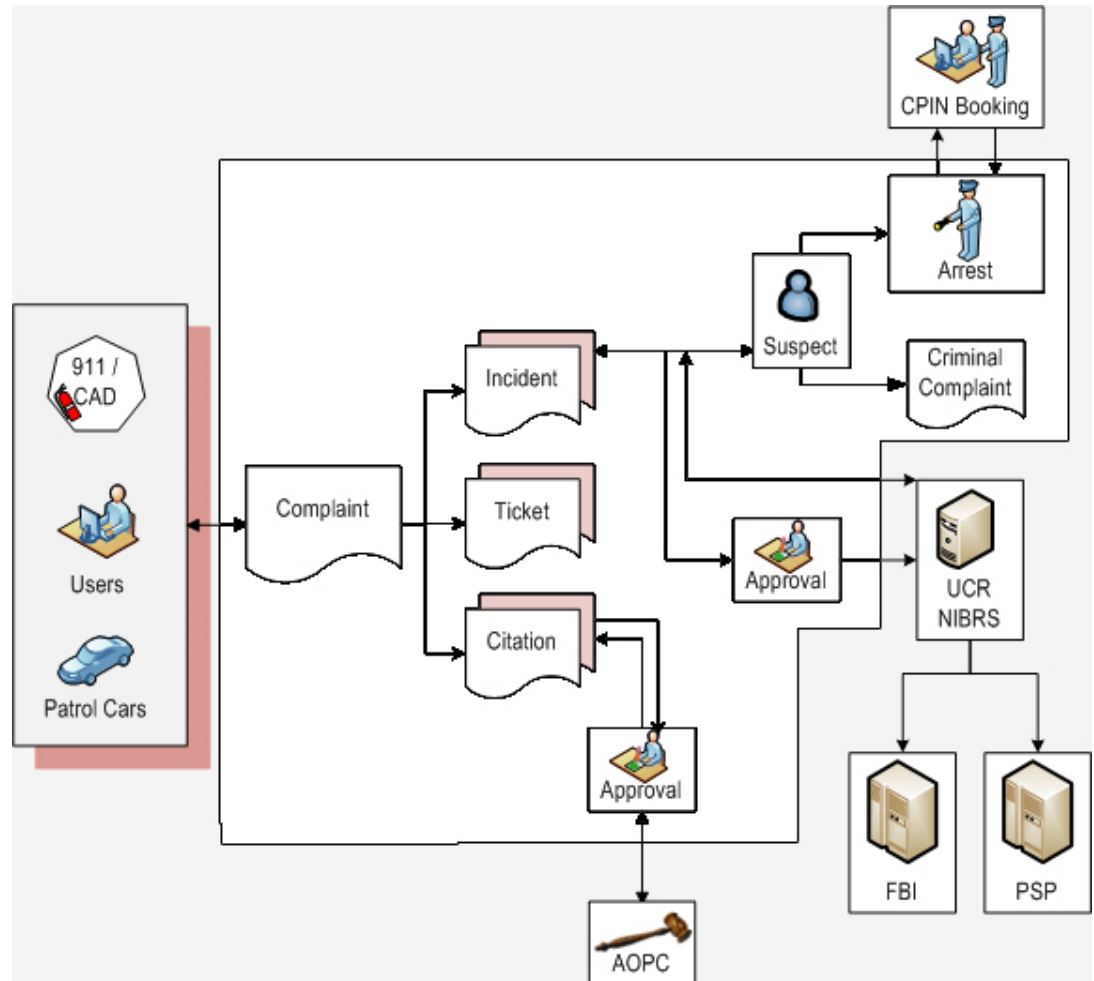 CPIN Booking
Arrest
Suspect
Criminal
Complaint
911 /
CAD
Users
Patrol Cars
Complaint
Incident
Ticket
Citation
Approval
Approval
UCR
NIBRS
FBI
PSP
AOPC